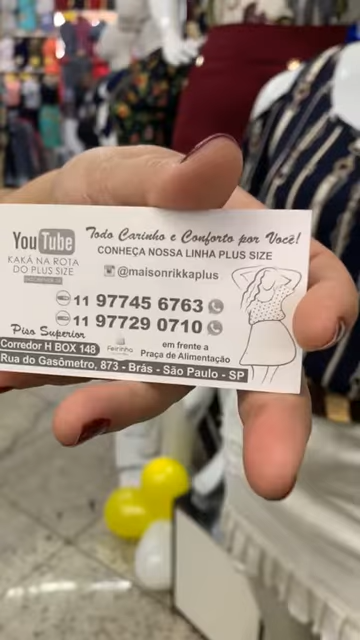 YouTube
KAKÁ NA ROTA
DO PLUS SIZE
Todo Carinho e Conforto por Você!
CONHEÇA NOSSA LINHA PLUS SIZE
@maisonrikkaplus
11 97745 6763
11 97729 0710
Piso Superior
Corredor H BOX 148
Feirinha
em frente a
Praça de Alimentação
Rua do Gasômetro, 873 - Brás - São Paulo - SP